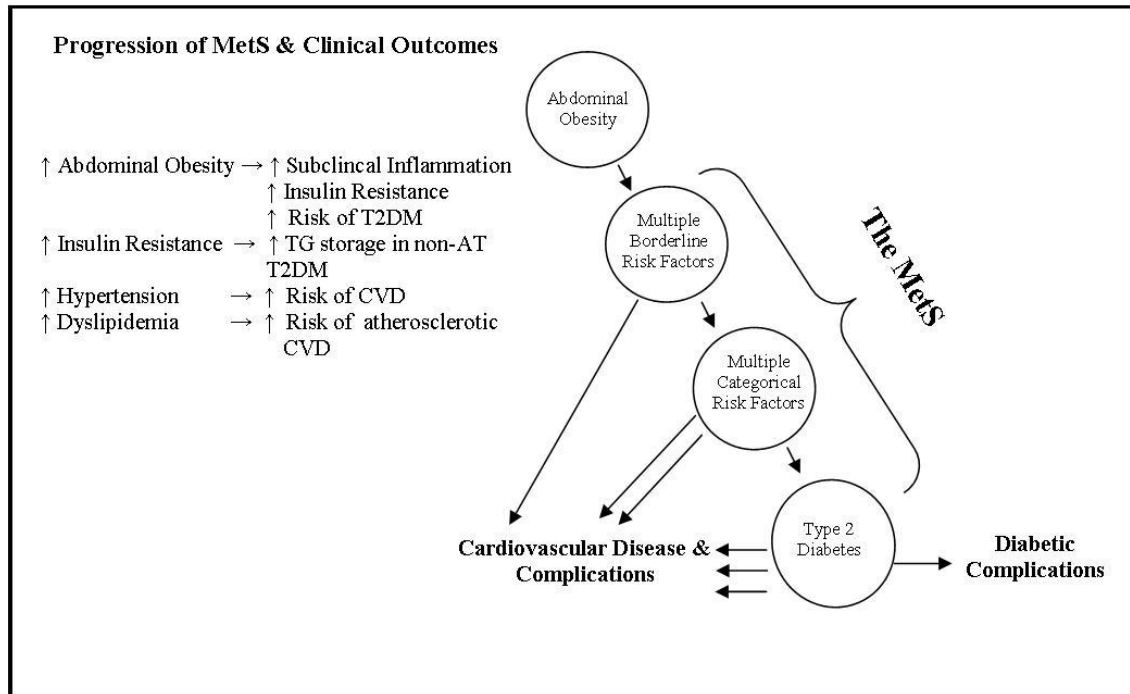 Progression of MetS & Clinical Outcomes
↑ Abdominal Obesity → ↑ Subclincal Inflammation
↑ Insulin Resistance
↑ Risk of T2DM
↑ Insulin Resistance → ↑ TG storage in non-AT
T2DM
↑ Hypertension → ↑ Risk of CVD
↑ Dyslipidemia → ↑ Risk of atherosclerotic
CVD
Abdominal
Obesity
Multiple
Borderline
Risk Factors
The MetS
Multiple
Categorical
Risk Factors
Type 2
Diabetes
Cardiovascular Disease &
Complications
Diabetic
Complications